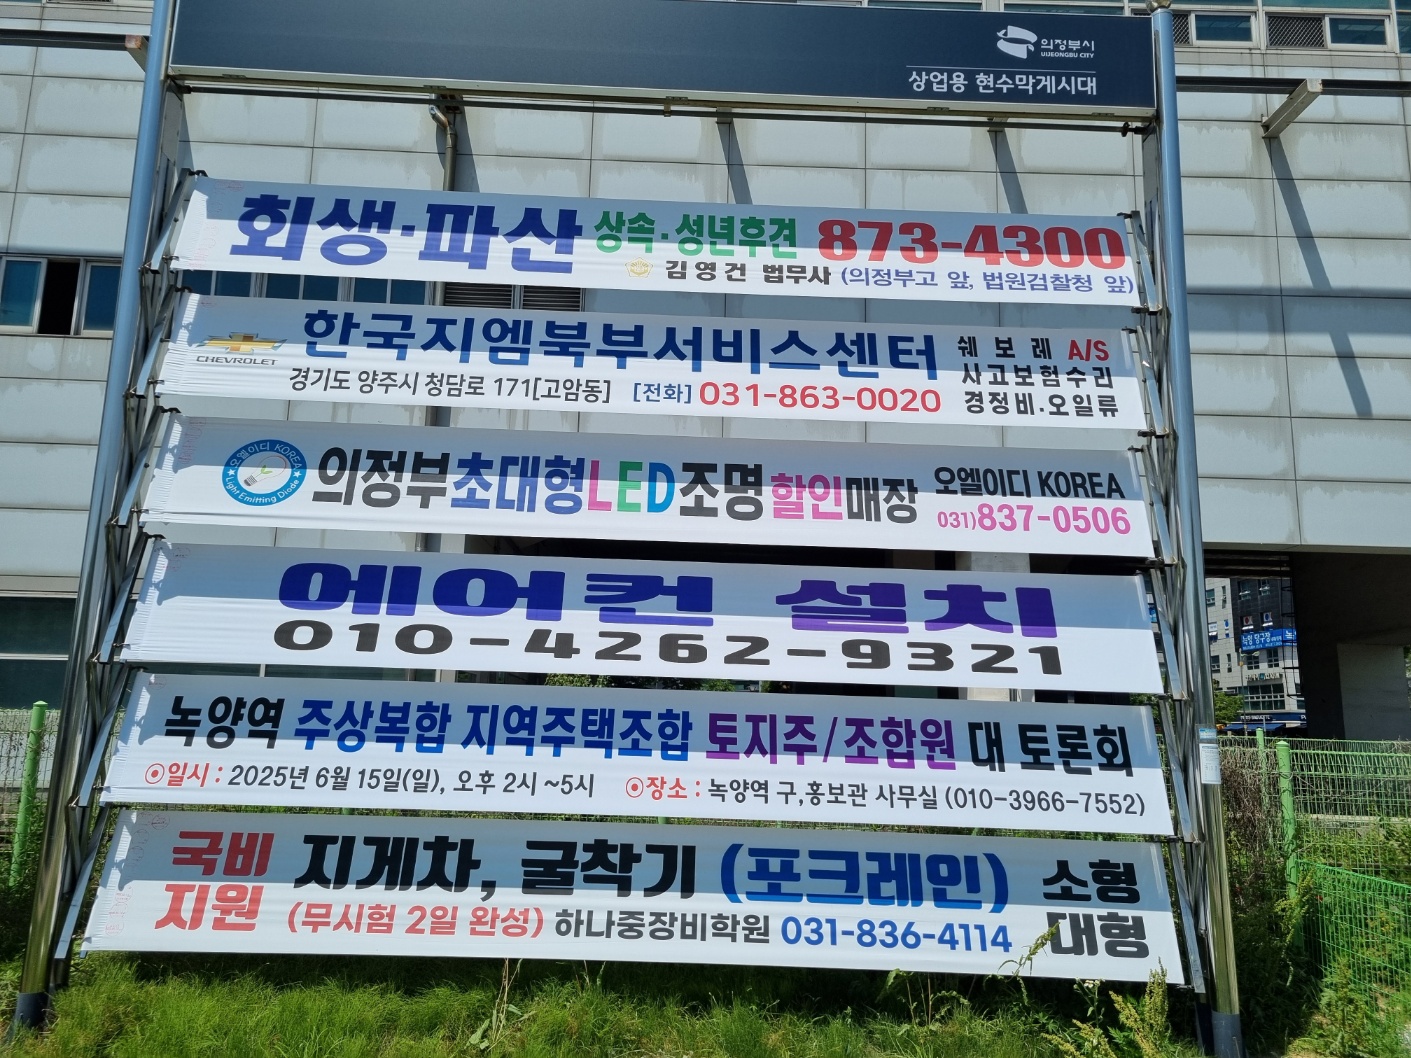 의정부시
UIJEONGBU CITY
상업용 현수막게시대
회생·파산 상속·성년후견 873-4300
김영건 법무사 (의정부고 앞, 법원검찰청 앞)
CHEVROLET
한국지엠북부서비스센터
경기도 양주시 청담로 171[고암동] [전화] 031-863-0020
쉐보레 A/S
사고보험수리
경정비.오일류
오엘이디 KOREA
Light Emitting Diode
의정부초대형LED조명할인매장
오엘이디 KOREA
031)837-0506
에어컨 설치
010-4262-9321
녹양역 주상복합 지역주택조합 토지주/조합원 대 토론회
⊙일시 : 2025년 6월 15일(일), 오후 2시 ~5시 ⊙장소 : 녹양역 구,홍보관 사무실 (010-3966-7552)
국비
지원
지게차, 굴착기 (포크레인)
(무시험 2일 완성) 하나중장비학원 031-836-4114
소형
대형